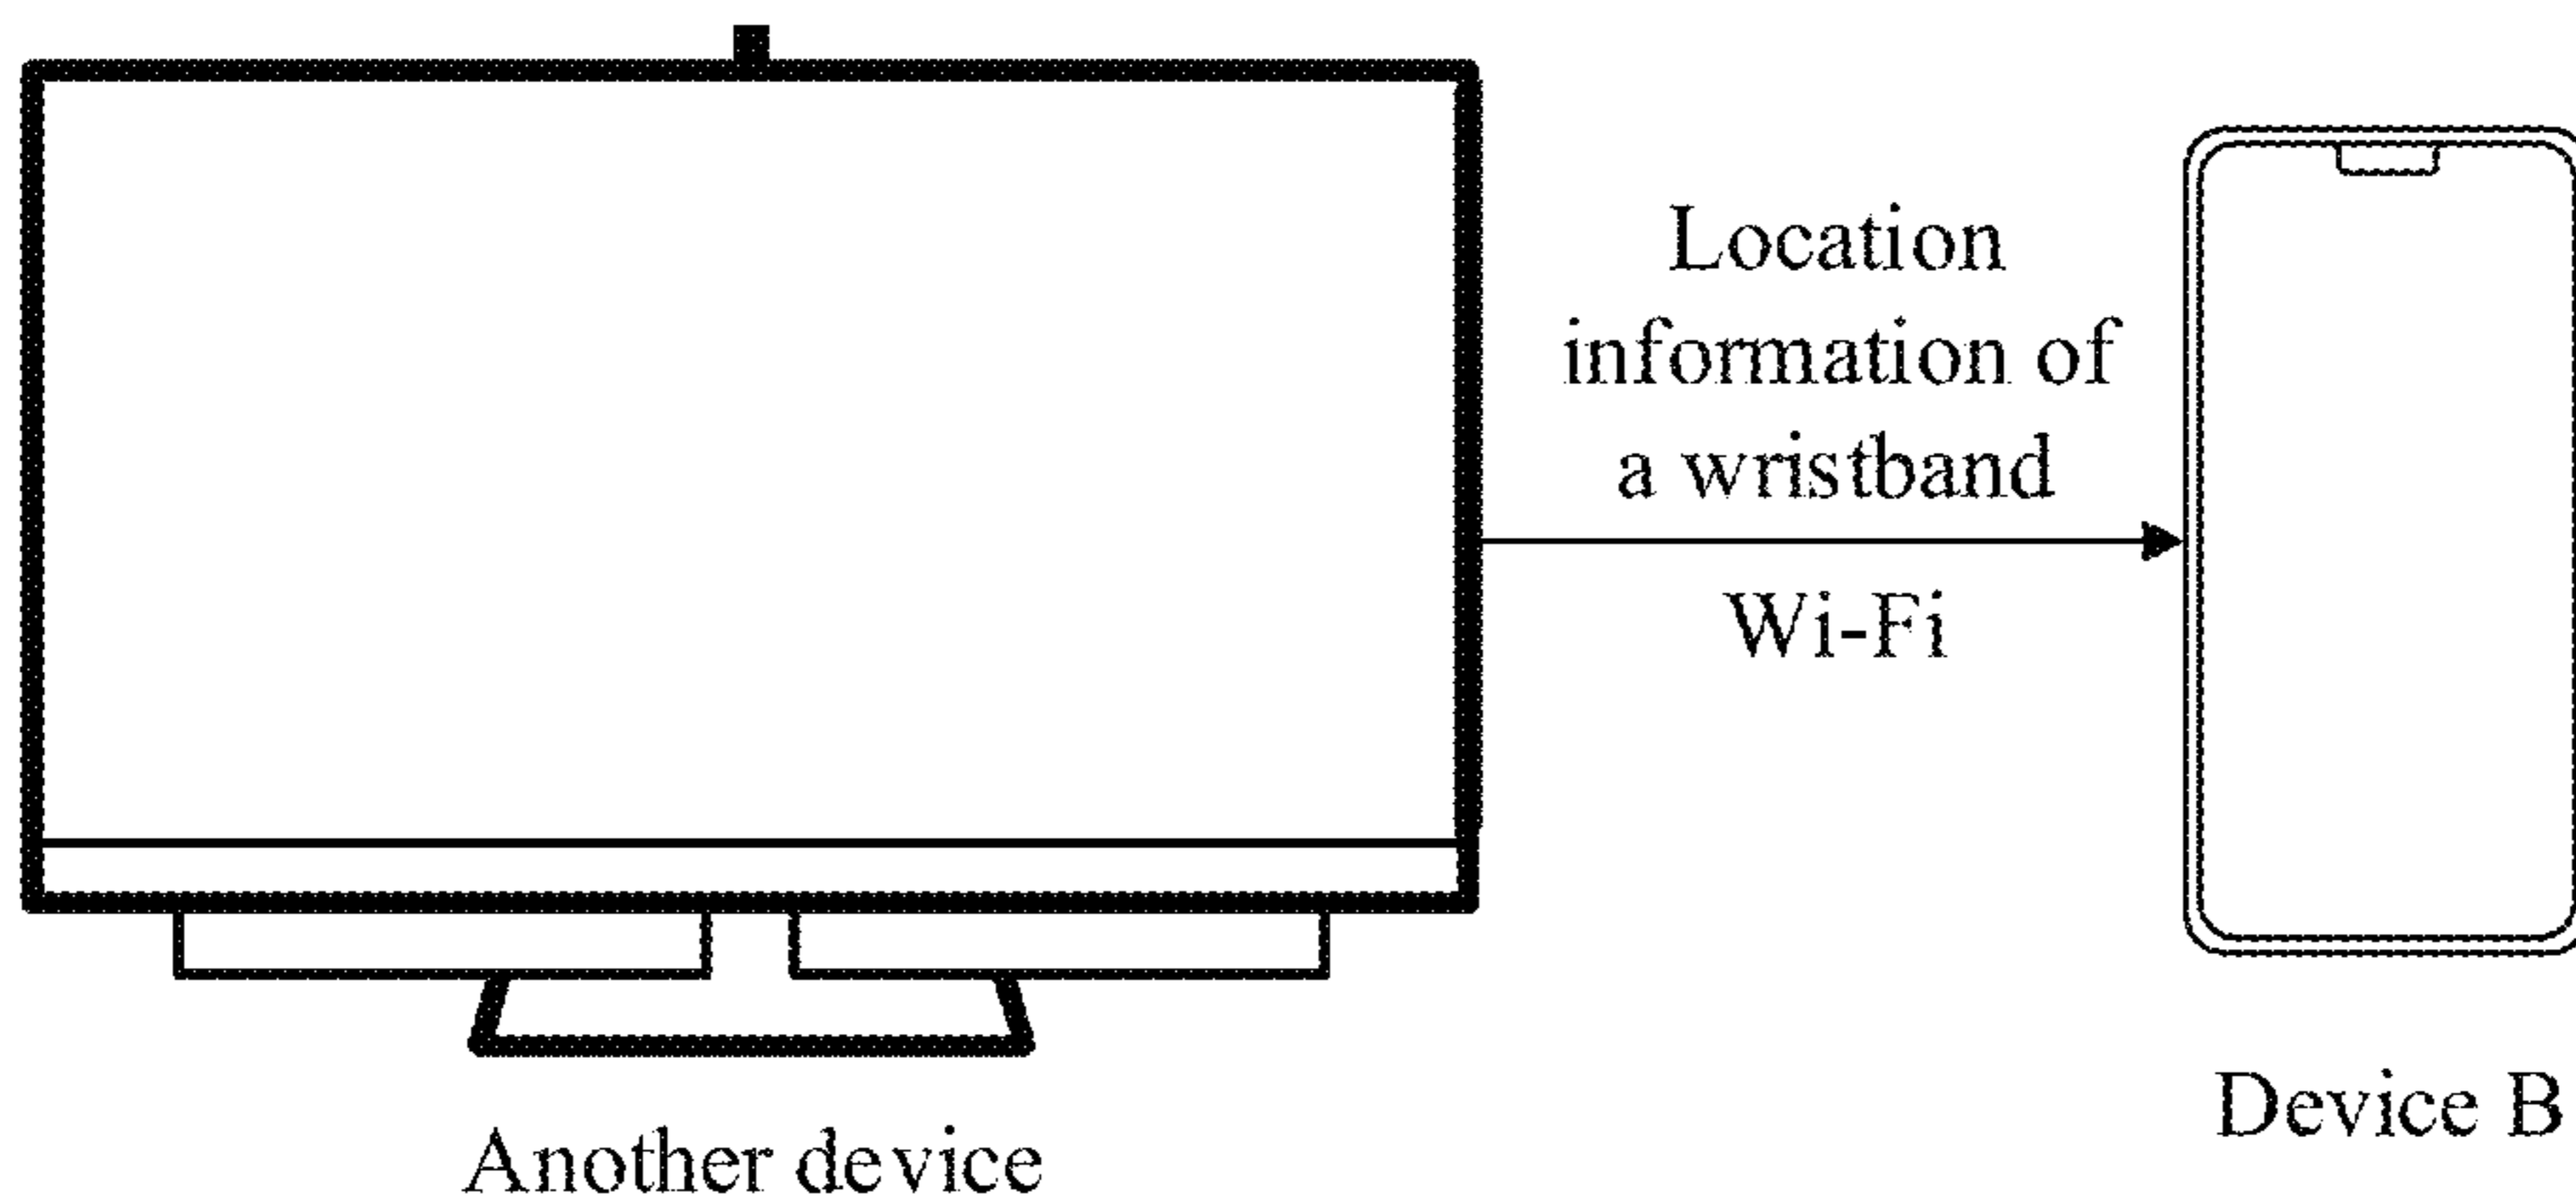 Location
information of
a wristband
Wi-Fi
Another device
Device B